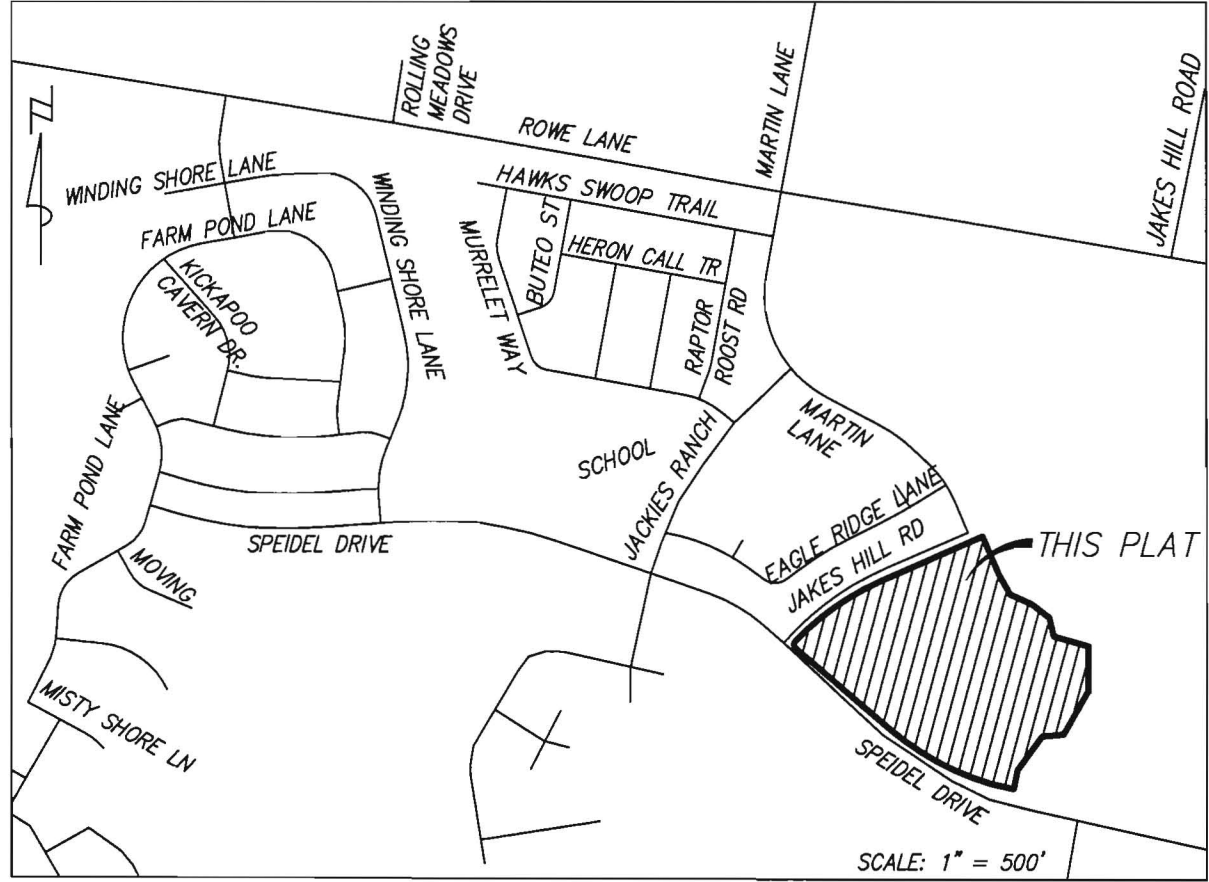 ROLLING
MEADOWS
DRIVE
MARTIN LANE
JAKES HILL ROAD
ROWE LANE
N
WINDING SHORE LANE
HAWKS SWOOP TRAIL
WINDING SHORE LANE
FARM POND LANE
MURRELET WAY
BUTEO ST
HERON CALL TR
KICKAPOO
CAVERN DR.
RAPTOR
ROOST RD
MARTIN
LANE
FARM POND LANE
SCHOOL
JACKIES RANCH
EAGLE RIDGE LANE
SPEIDEL DRIVE
JAKES HILL RD
THIS PLAT
MOVING
MISTY SHORE LN
SPEIDEL DRIVE
SCALE: 1" = 500'